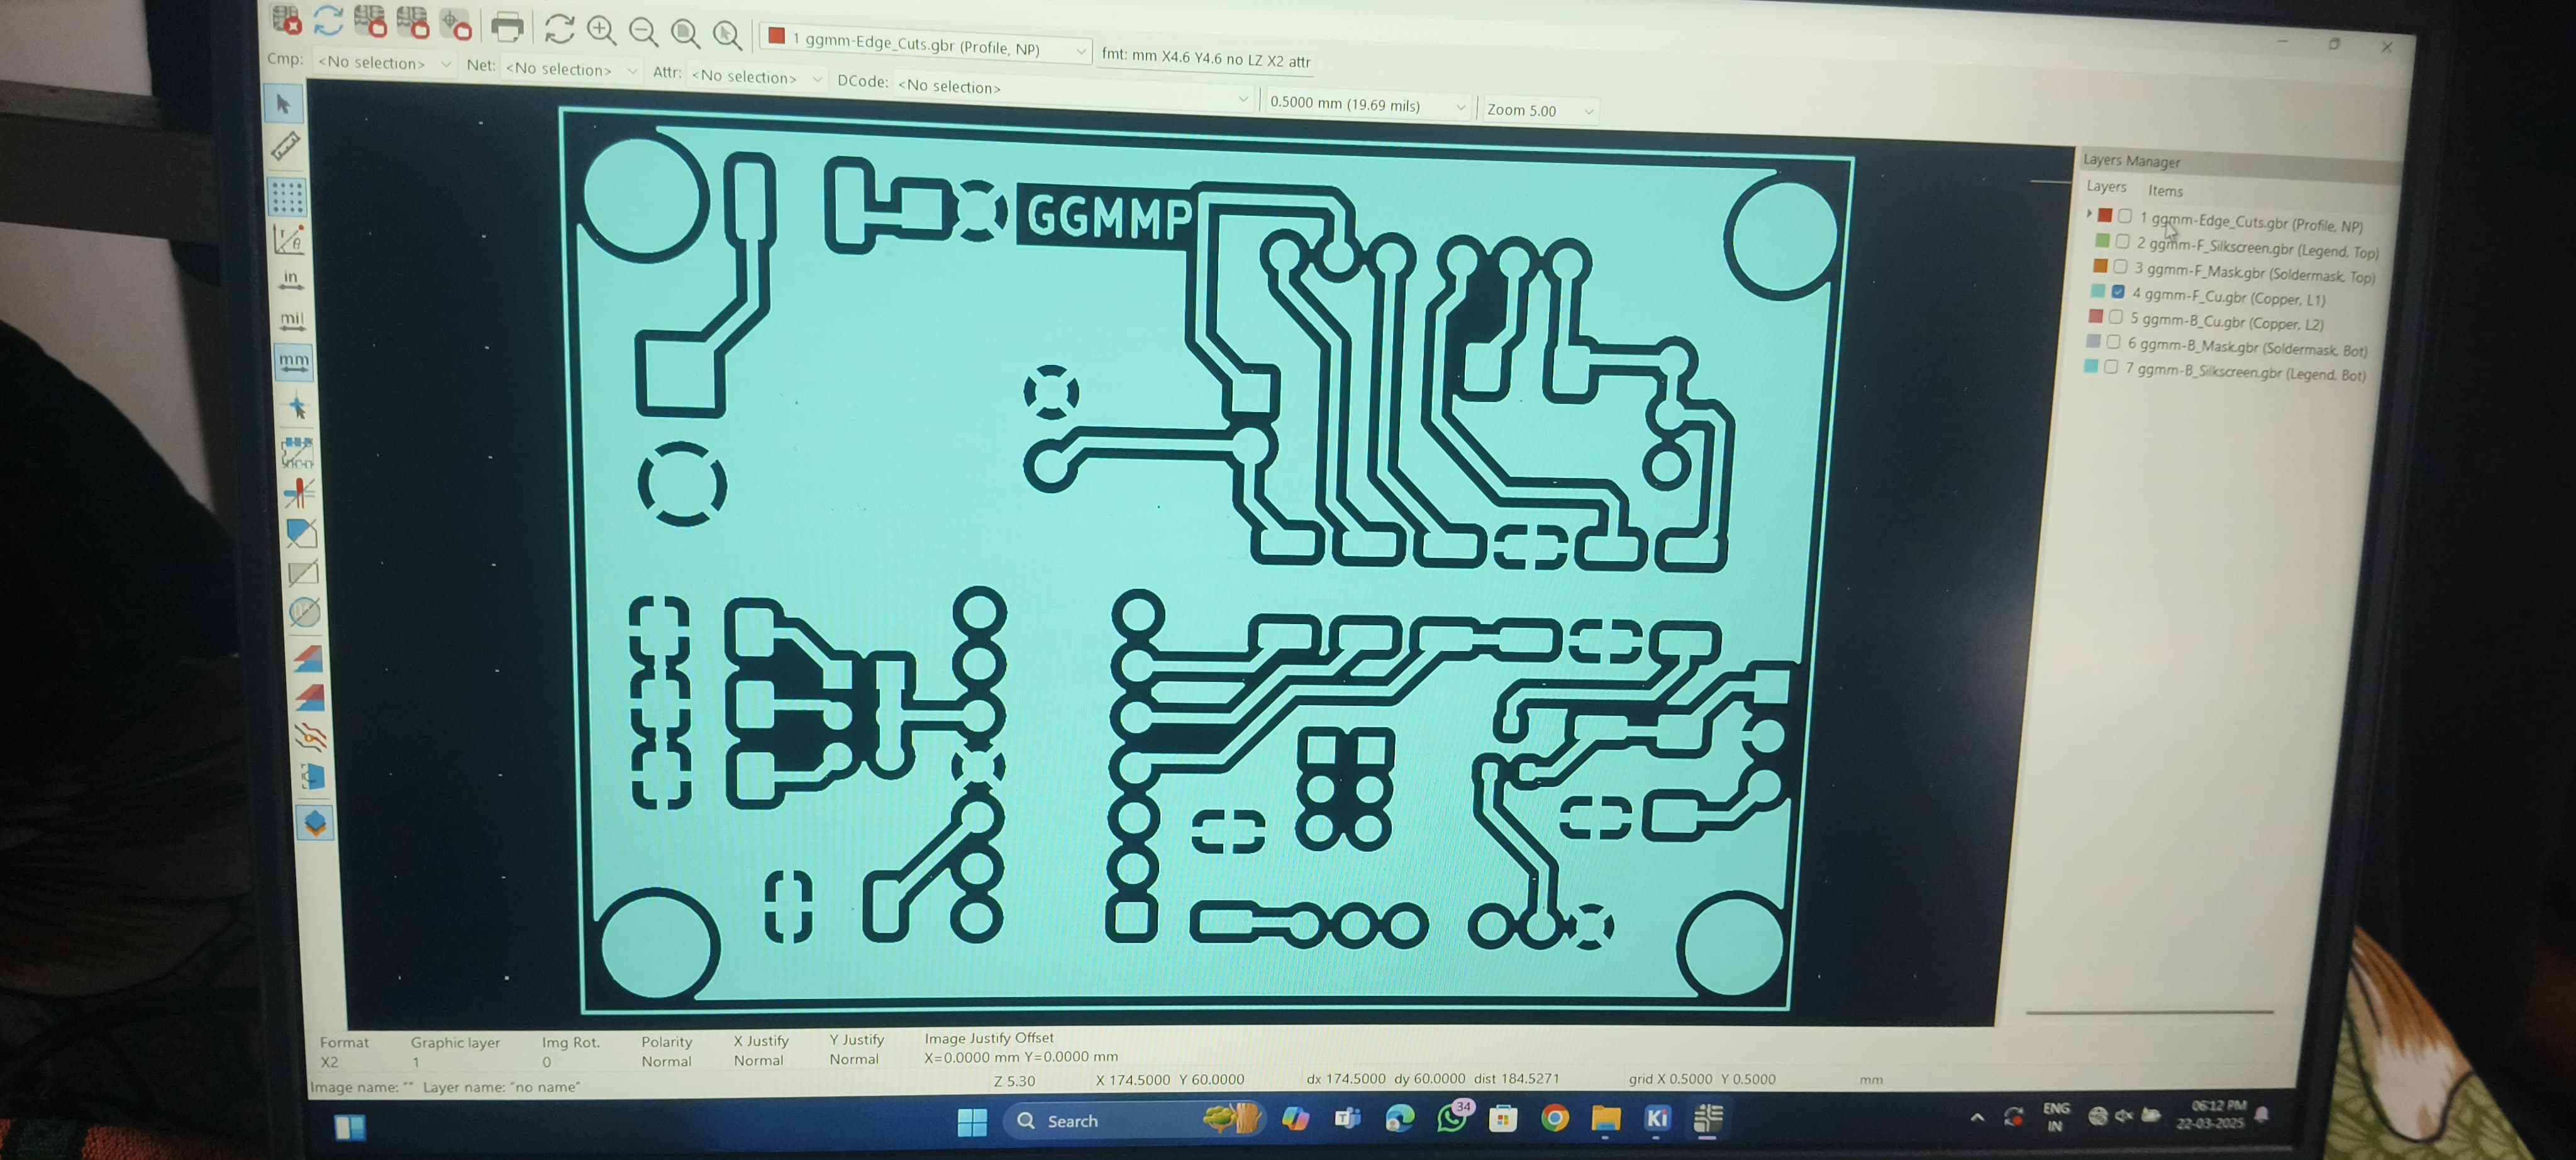 1 ggmm-Edge_Cuts.gbr (Profile, NP)
fmt: mm X4.6 Y4.6 no LZ X2 attr
Cmp: <No selection> Net: <No selection> Attr: <No selection> DCode: <No selection> 0.5000 mm (19.69 mils) Zoom 5.00
r/θ
in
mil
mm
GGMMP
Layers Manager
Layers Items
1 ggmm-Edge_Cuts.gbr (Profile, NP)
2 ggmm-F_Silkscreen.gbr (Legend, Top)
3 ggmm-F_Mask.gbr (Soldermask, Top)
4 ggmm-F_Cu.gbr (Copper, L1)
5 ggmm-B_Cu.gbr (Copper, L2)
6 ggmm-B_Mask.gbr (Soldermask, Bot)
7 ggmm-B_Silkscreen.gbr (Legend, Bot)
Format Graphic layer Img Rot. Polarity X Justify Y Justify Image Justify Offset
X2 1 0 Normal Normal Normal X=0.0000 mm Y=0.0000 mm
Image name: "" Layer name: "no name"
Z 5.30 X 174.5000 Y 60.0000 dx 174.5000 dy 60.0000 dist 184.5271 grid X 0.5000 Y 0.5000 mm
Search
34
Ki
ENG
IN
06:12 PM
22-03-2025